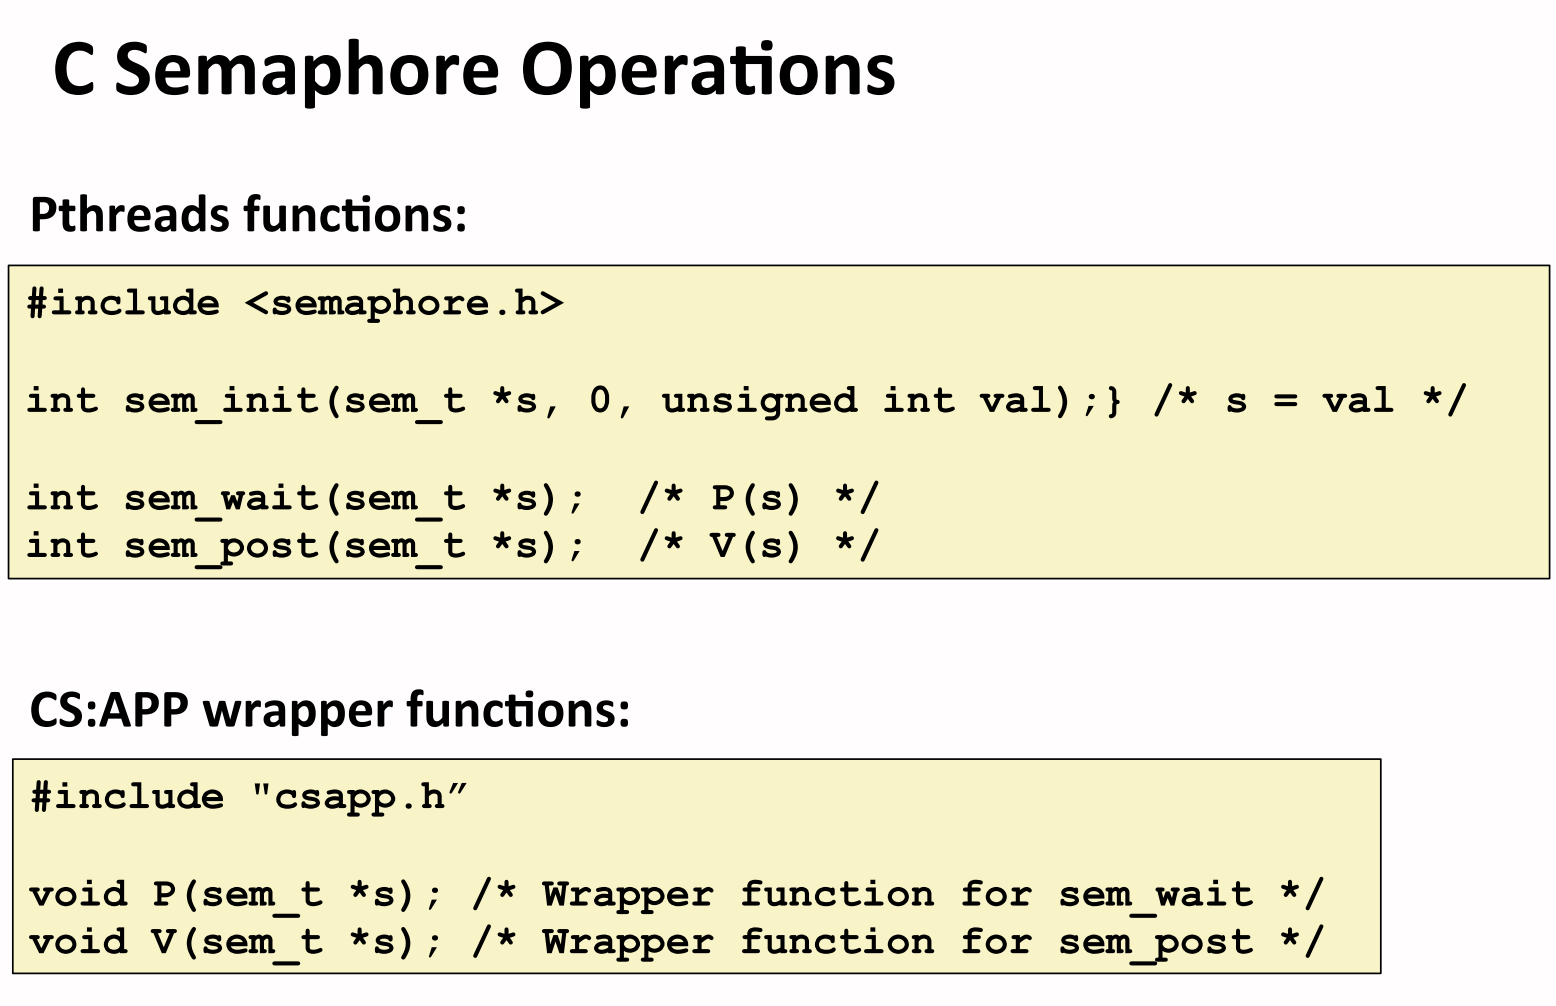 C Semaphore Operations
Pthreads functions:
#include <semaphore.h>
int sem_init(sem_t *s, 0, unsigned int val);} /* s = val */
int sem_wait(sem_t *s);  /* P(s) */
int sem_post(sem_t *s);  /* V(s) */
CS:APP wrapper functions:
#include "csapp.h”
void P(sem_t *s); /* Wrapper function for sem_wait */
void V(sem_t *s); /* Wrapper function for sem_post */